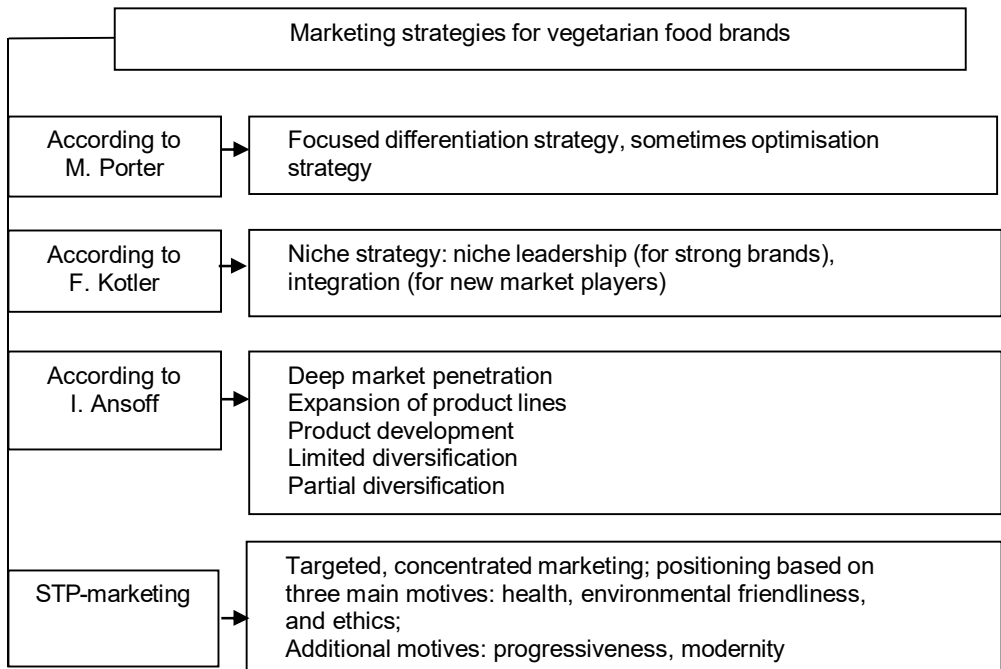 Marketing strategies for vegetarian food brands
According to
M. Porter
Focused differentiation strategy, sometimes optimisation
strategy
According to
F. Kotler
Niche strategy: niche leadership (for strong brands),
integration (for new market players)
According to
I. Ansoff
Deep market penetration
Expansion of product lines
Product development
Limited diversification
Partial diversification
STP-marketing
Targeted, concentrated marketing; positioning based on
three main motives: health, environmental friendliness,
and ethics;
Additional motives: progressiveness, modernity